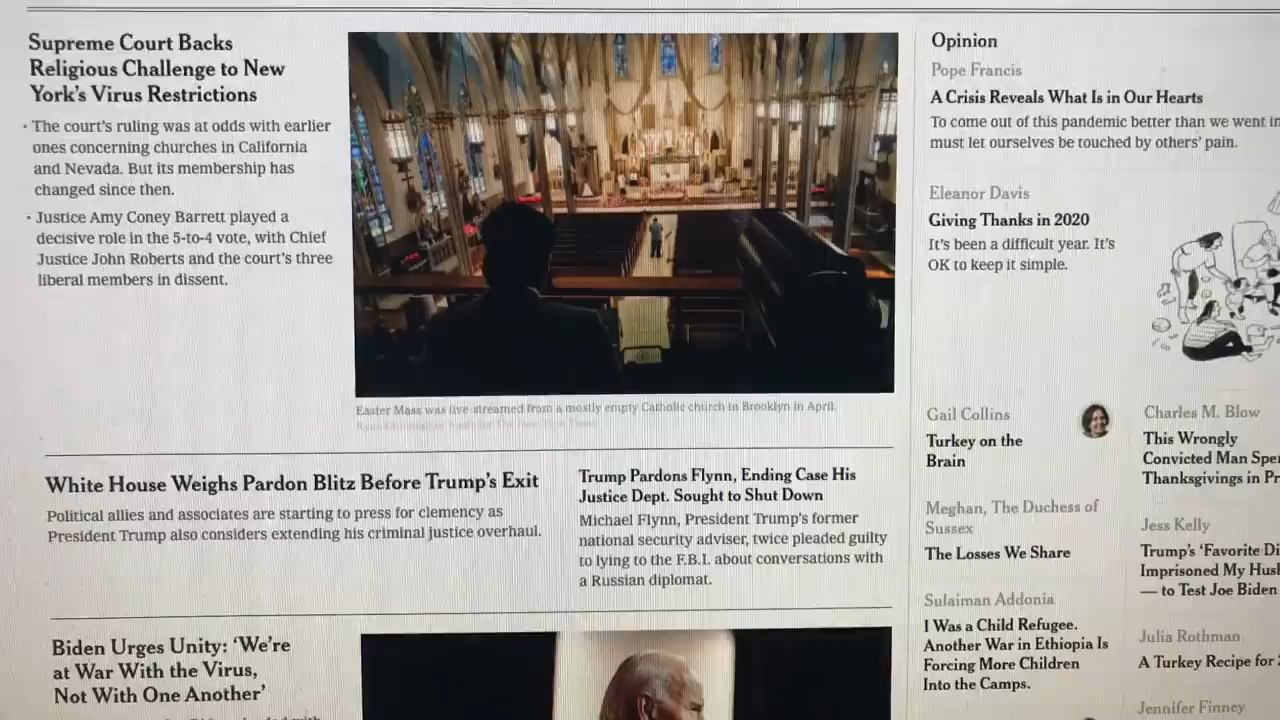 Supreme Court Backs
Religious Challenge to New
York's Virus Restrictions
• The court's ruling was at odds with earlier
ones concerning churches in California
and Nevada. But its membership has
changed since then.
• Justice Amy Coney Barrett played a
decisive role in the 5-to-4 vote, with Chief
Justice John Roberts and the court's three
liberal members in dissent.
Easter Mass was live-streamed from a mostly empty Catholic church in Brooklyn in April.
White House Weighs Pardon Blitz Before Trump's Exit
Political allies and associates are starting to press for clemency as
President Trump also considers extending his criminal justice overhaul.
Trump Pardons Flynn, Ending Case His
Justice Dept. Sought to Shut Down
Michael Flynn, President Trump's former
national security adviser, twice pleaded guilty
to lying to the F.B.I. about conversations with
a Russian diplomat.
Biden Urges Unity: 'We're
at War With the Virus,
Not With One Another'
Opinion
Pope Francis
A Crisis Reveals What Is in Our Hearts
To come out of this pandemic better than we went in
must let ourselves be touched by others' pain.
Eleanor Davis
Giving Thanks in 2020
It's been a difficult year. It's
OK to keep it simple.
Gail Collins
Turkey on the
Brain
Meghan, The Duchess of
Sussex
The Losses We Share
Sulaiman Addonia
I Was a Child Refugee.
Another War in Ethiopia Is
Forcing More Children
Into the Camps.
Charles M. Blow
This Wrongly
Convicted Man Spe
Thanksgivings in Pr
Jess Kelly
Trump's 'Favorite Di
Imprisoned My Hus
— to Test Joe Biden
Julia Rothman
A Turkey Recipe for
Jennifer Finney